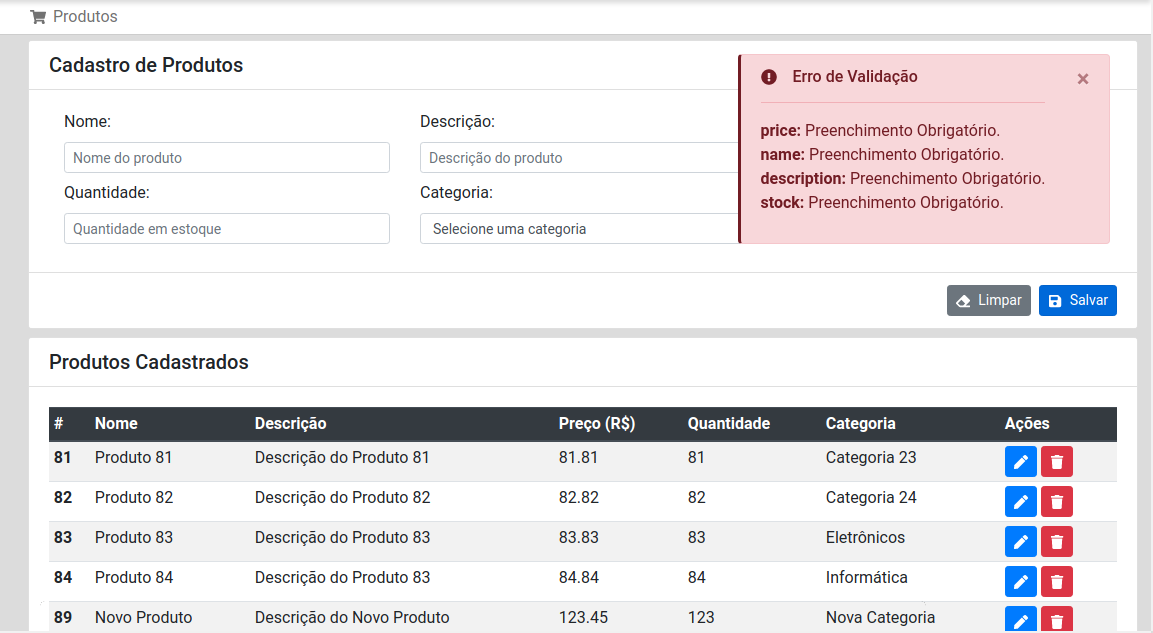 Produtos
Cadastro de Produtos
Erro de Validação
×
Nome:
Descrição:
Nome do produto
Descrição do produto
price: Preenchimento Obrigatório.
name: Preenchimento Obrigatório.
description: Preenchimento Obrigatório.
stock: Preenchimento Obrigatório.
Quantidade:
Categoria:
Quantidade em estoque
Selecione uma categoria
Limpar
Salvar
Produtos Cadastrados
# Nome Descrição Preço (R$) Quantidade Categoria Ações
81 Produto 81 Descrição do Produto 81 81.81 81 Categoria 23
82 Produto 82 Descrição do Produto 82 82.82 82 Categoria 24
83 Produto 83 Descrição do Produto 83 83.83 83 Eletrônicos
84 Produto 84 Descrição do Produto 84 84.84 84 Informática
89 Novo Produto Descrição do Novo Produto 123.45 123 Nova Categoria